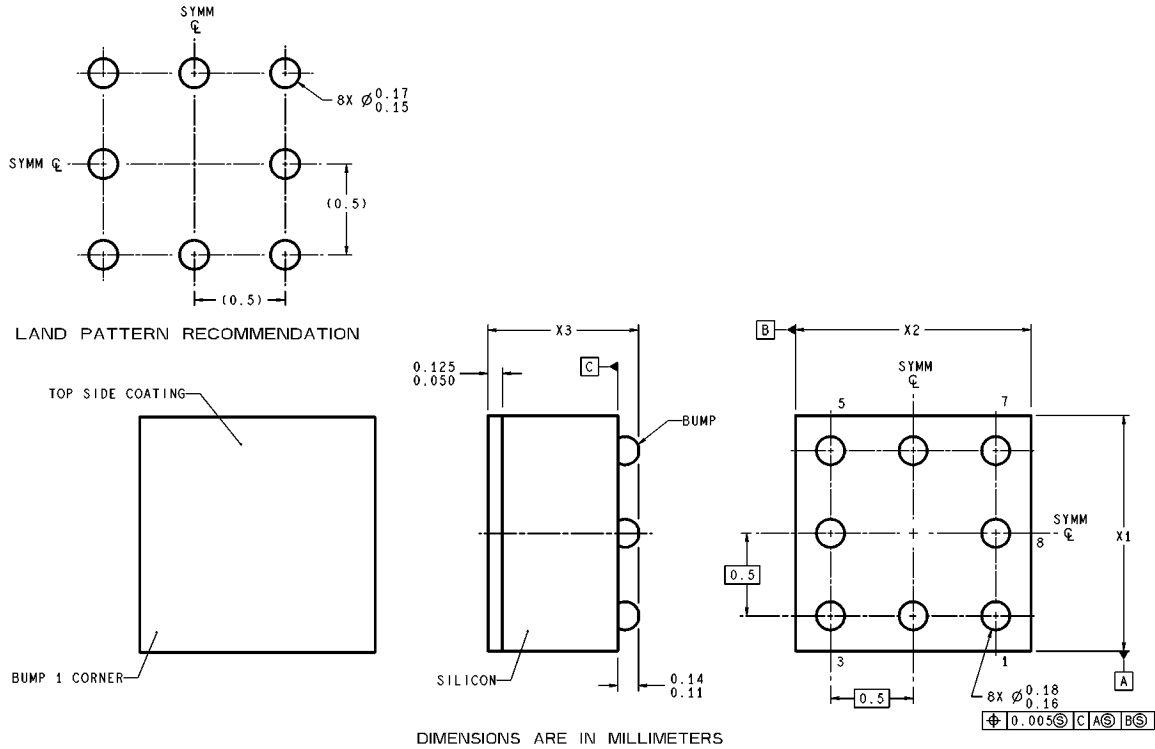 SYMM
℄
8X Ø 0.17
0.15
SYMM ℄
(0.5)
(0.5)
LAND PATTERN RECOMMENDATION
TOP SIDE COATING
BUMP 1 CORNER
X3
0.125
0.050
C
BUMP
SILICON
0.14
0.11
B
X2
SYMM
℄
5
7
SYMM
℄
8
X1
0.5
3
1
0.5
8X Ø 0.18
0.16
A
⌖ 0.005Ⓢ C AⓈ BⓈ
DIMENSIONS ARE IN MILLIMETERS